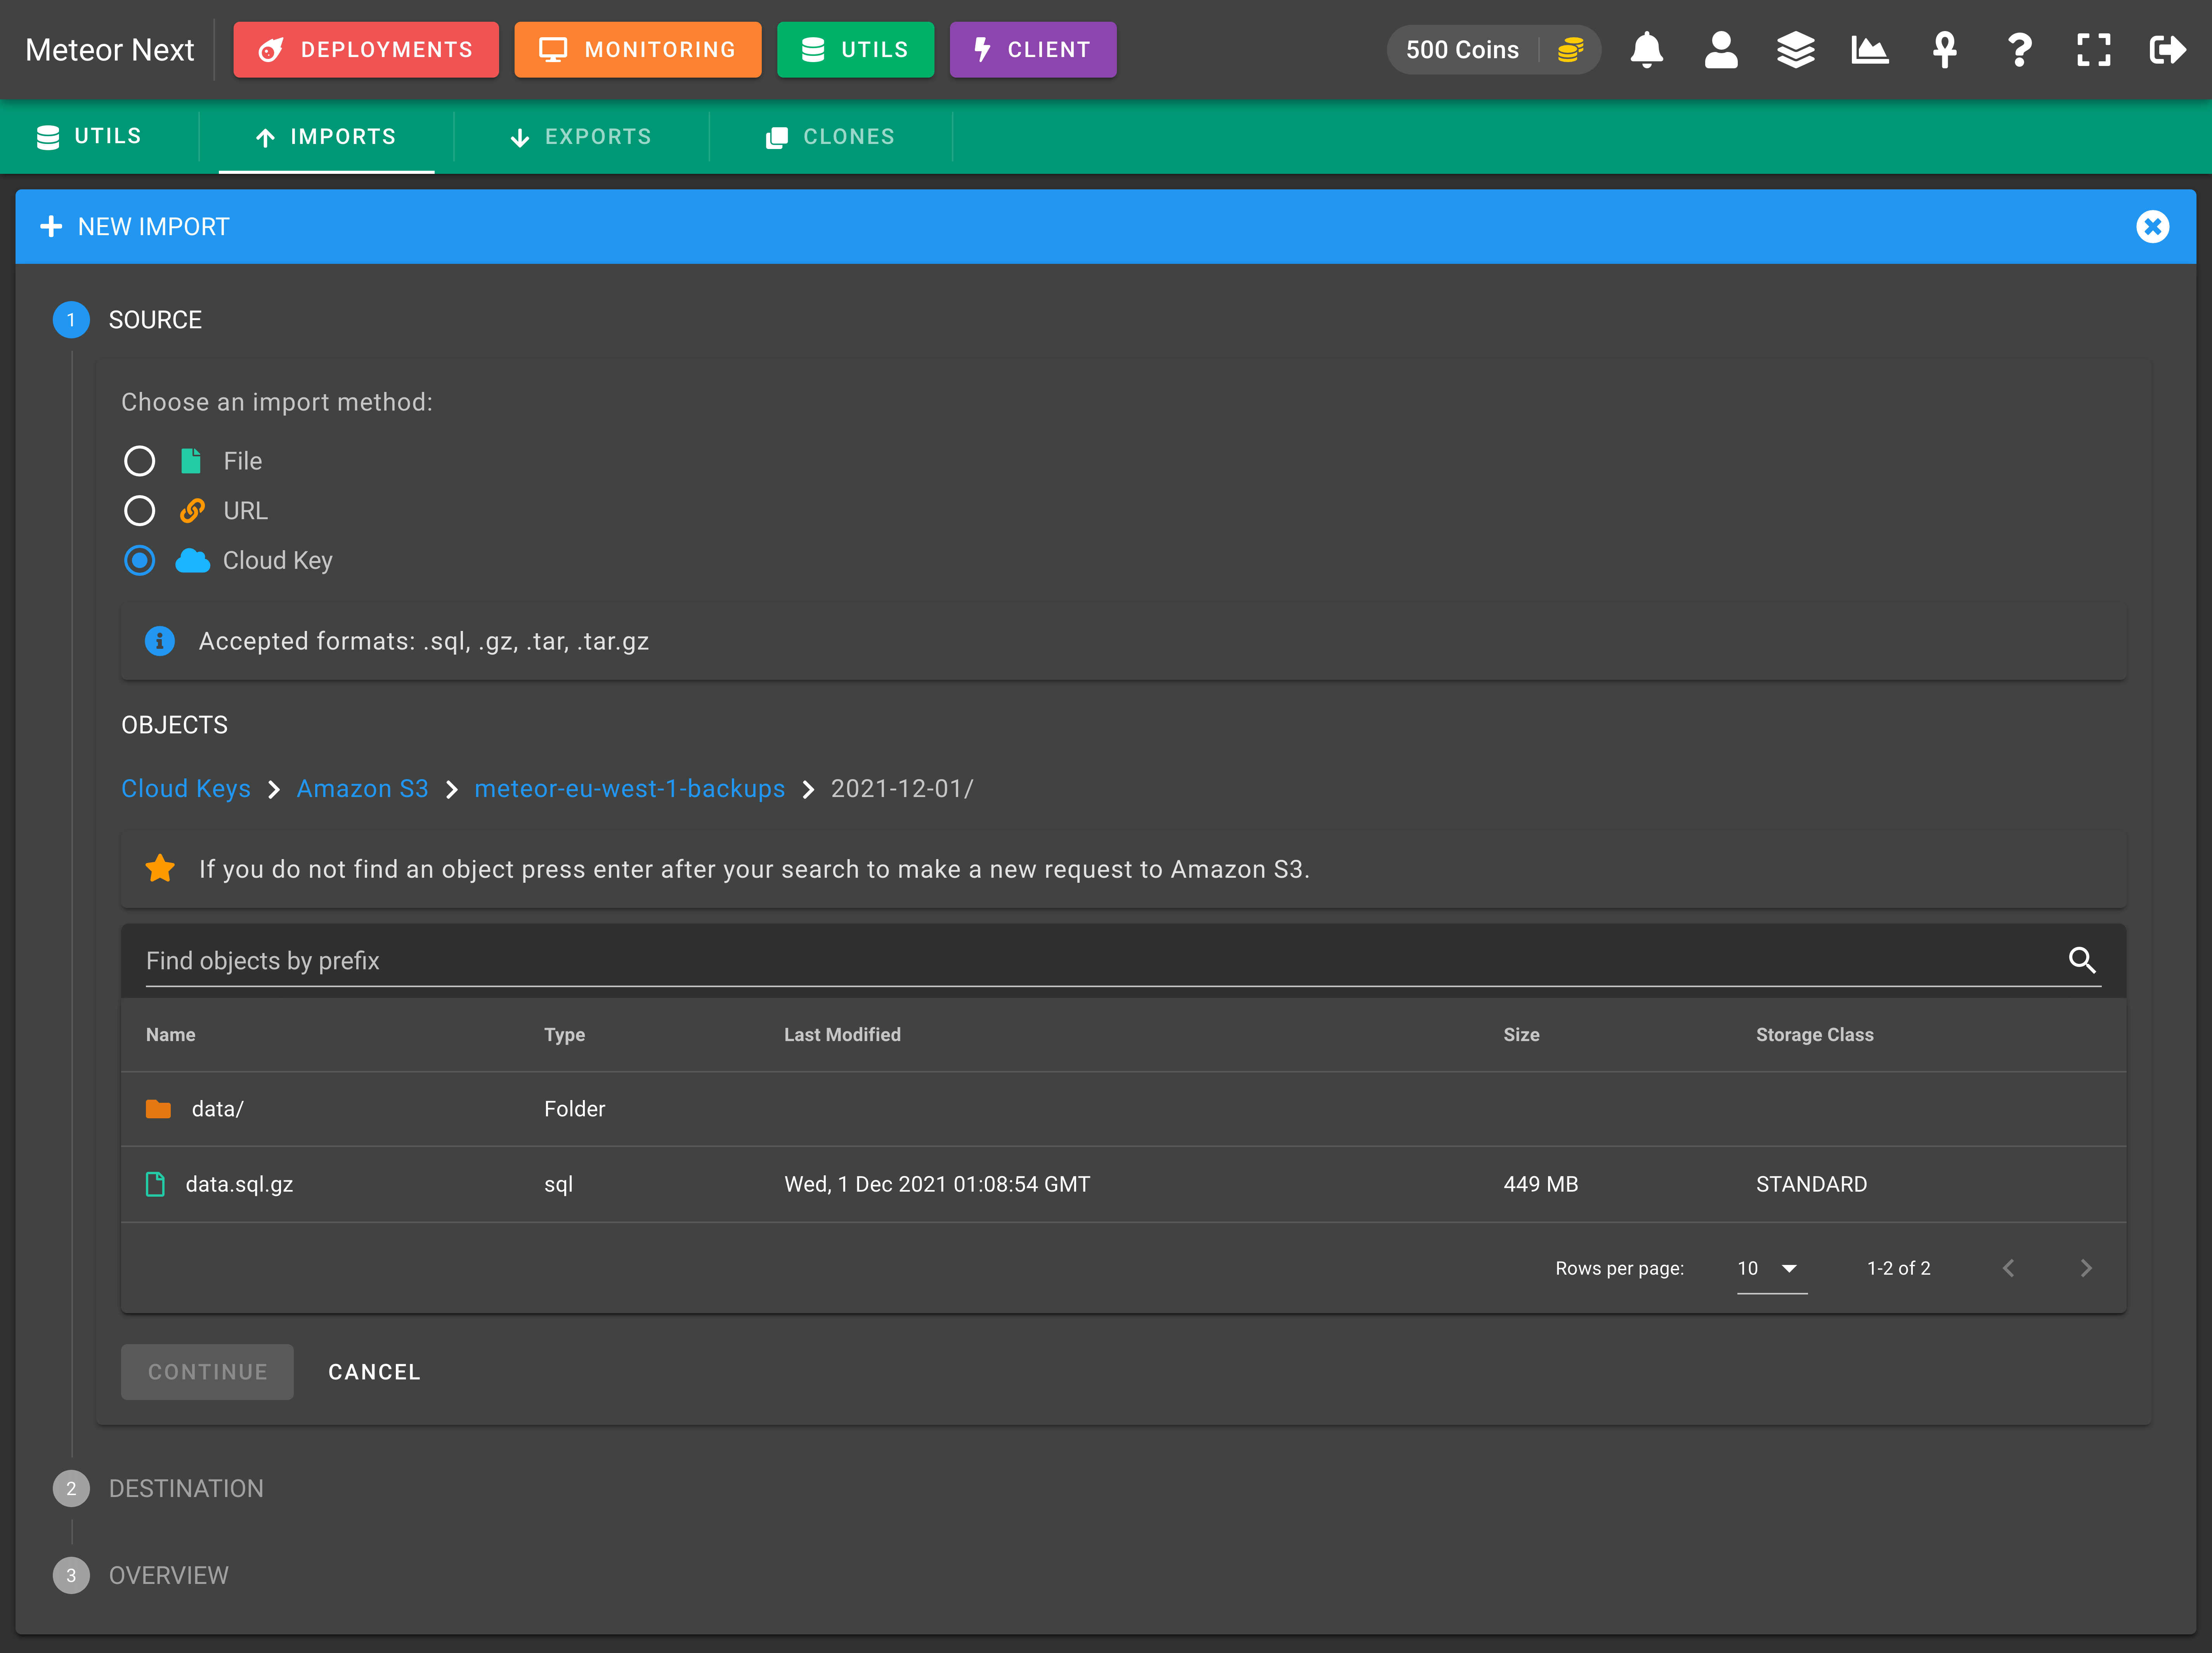 Meteor Next
DEPLOYMENTS
MONITORING
UTILS
CLIENT
500 Coins
UTILS
IMPORTS
EXPORTS
CLONES
NEW IMPORT
1 SOURCE
Choose an import method:
File
URL
Cloud Key
Accepted formats: .sql, .gz, .tar, .tar.gz
OBJECTS
Cloud Keys > Amazon S3 > meteor-eu-west-1-backups > 2021-12-01/
If you do not find an object press enter after your search to make a new request to Amazon S3.
Find objects by prefix
Name Type Last Modified Size Storage Class
data/ Folder
data.sql.gz sql Wed, 1 Dec 2021 01:08:54 GMT 449 MB STANDARD
Rows per page: 10 1-2 of 2
CONTINUE CANCEL
2 DESTINATION
3 OVERVIEW